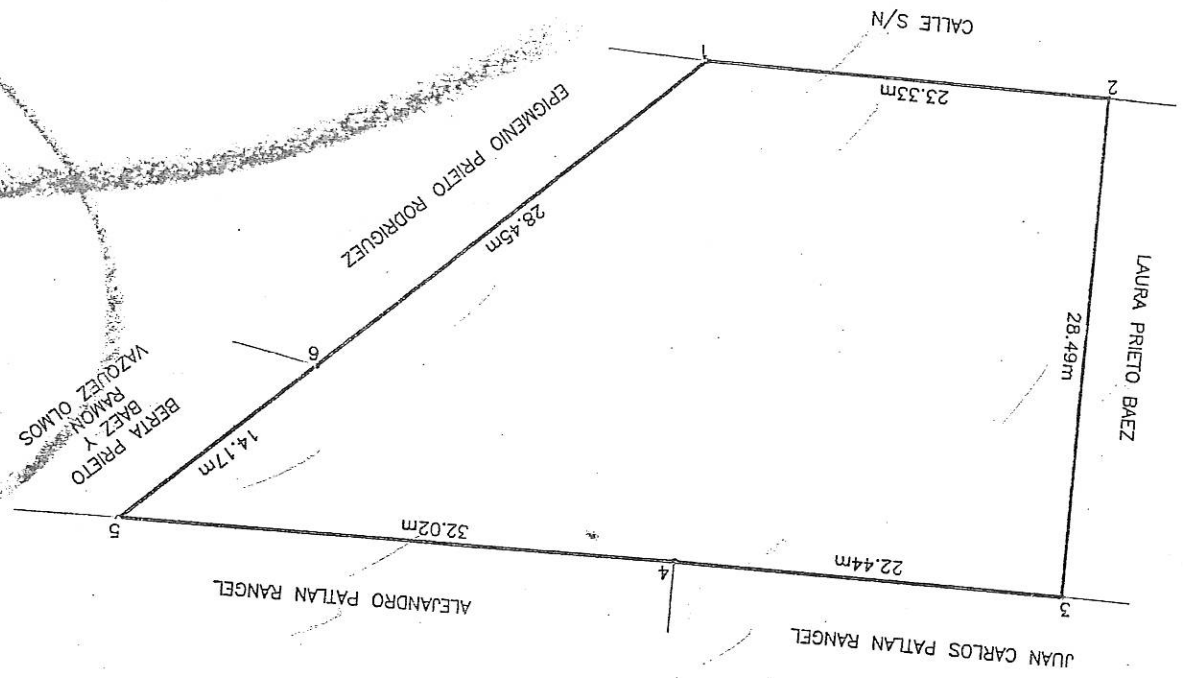 JUAN CARLOS PATLAN RANGEL
ALEJANDRO PATLAN RANGEL
3
22.44m
4
32.02m
5
14.17m
BERTA PRIETO
BAEZ Y
RAMON
VAZQUEZ OLMOS
28.49m
LAURA PRIETO BAEZ
6
28.45m
EPIGMENIO PRIETO RODRIGUEZ
2
23.33m
1
CALLE S/N